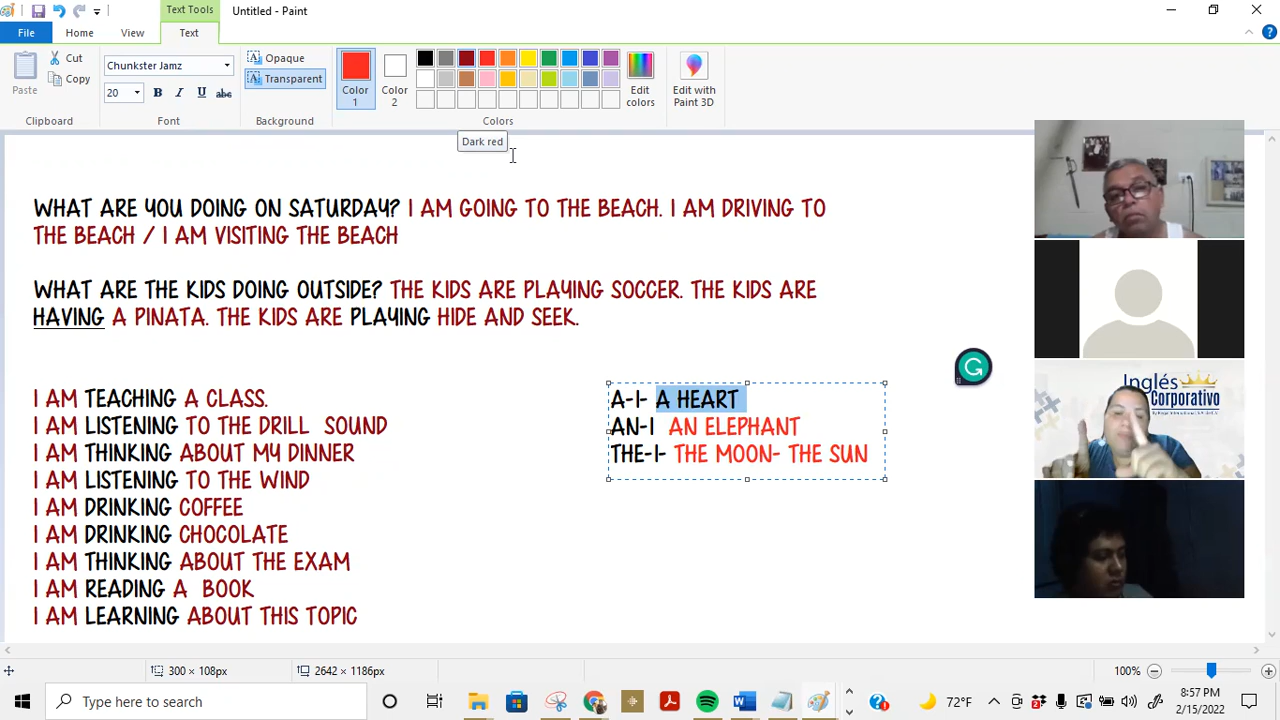 Text Tools
Untitled - Paint
File
Home
View
Text
Paste
Cut
Copy
Clipboard
Chunkster Jamz
20
B
I
U
abc
Font
Opaque
Transparent
Background
Color 1
Color 2
Edit colors
Colors
Edit with Paint 3D
Dark red
WHAT ARE YOU DOING ON SATURDAY? I AM GOING TO THE BEACH. I AM DRIVING TO
THE BEACH / I AM VISITING THE BEACH
WHAT ARE THE KIDS DOING OUTSIDE? THE KIDS ARE PLAYING SOCCER. THE KIDS ARE
HAVING A PINATA. THE KIDS ARE PLAYING HIDE AND SEEK.
I AM TEACHING A CLASS.
I AM LISTENING TO THE DRILL SOUND
I AM THINKING ABOUT MY DINNER
I AM LISTENING TO THE WIND
I AM DRINKING COFFEE
I AM DRINKING CHOCOLATE
I AM THINKING ABOUT THE EXAM
I AM READING A BOOK
I AM LEARNING ABOUT THIS TOPIC
A-1- A HEART
AN-1 AN ELEPHANT
THE-1- THE MOON- THE SUN
Inglés
Corporativo
300 × 108px
2642 × 1186px
100%
Type here to search
72°F
8:57 PM
2/15/2022